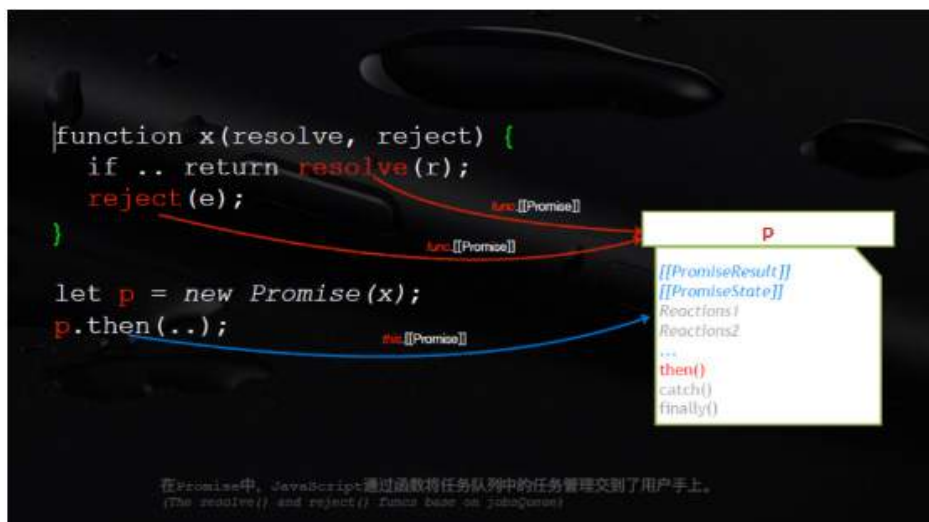 function x(resolve, reject) {
if .. return resolve(r);
reject(e);
}
func.[[Promise]]
func.[[Promise]]
let p = new Promise(x);
p.then(..);
this.[[Promise]]
p
[[PromiseResult]]
[[PromiseState]]
Reactions1
Reactions2
...
then()
catch()
finally()
在Promise中，JavaScript通过函数将任务队列中的任务管理交到了用户手上。
(The resolve() and reject() funcs base on jobsQueue)